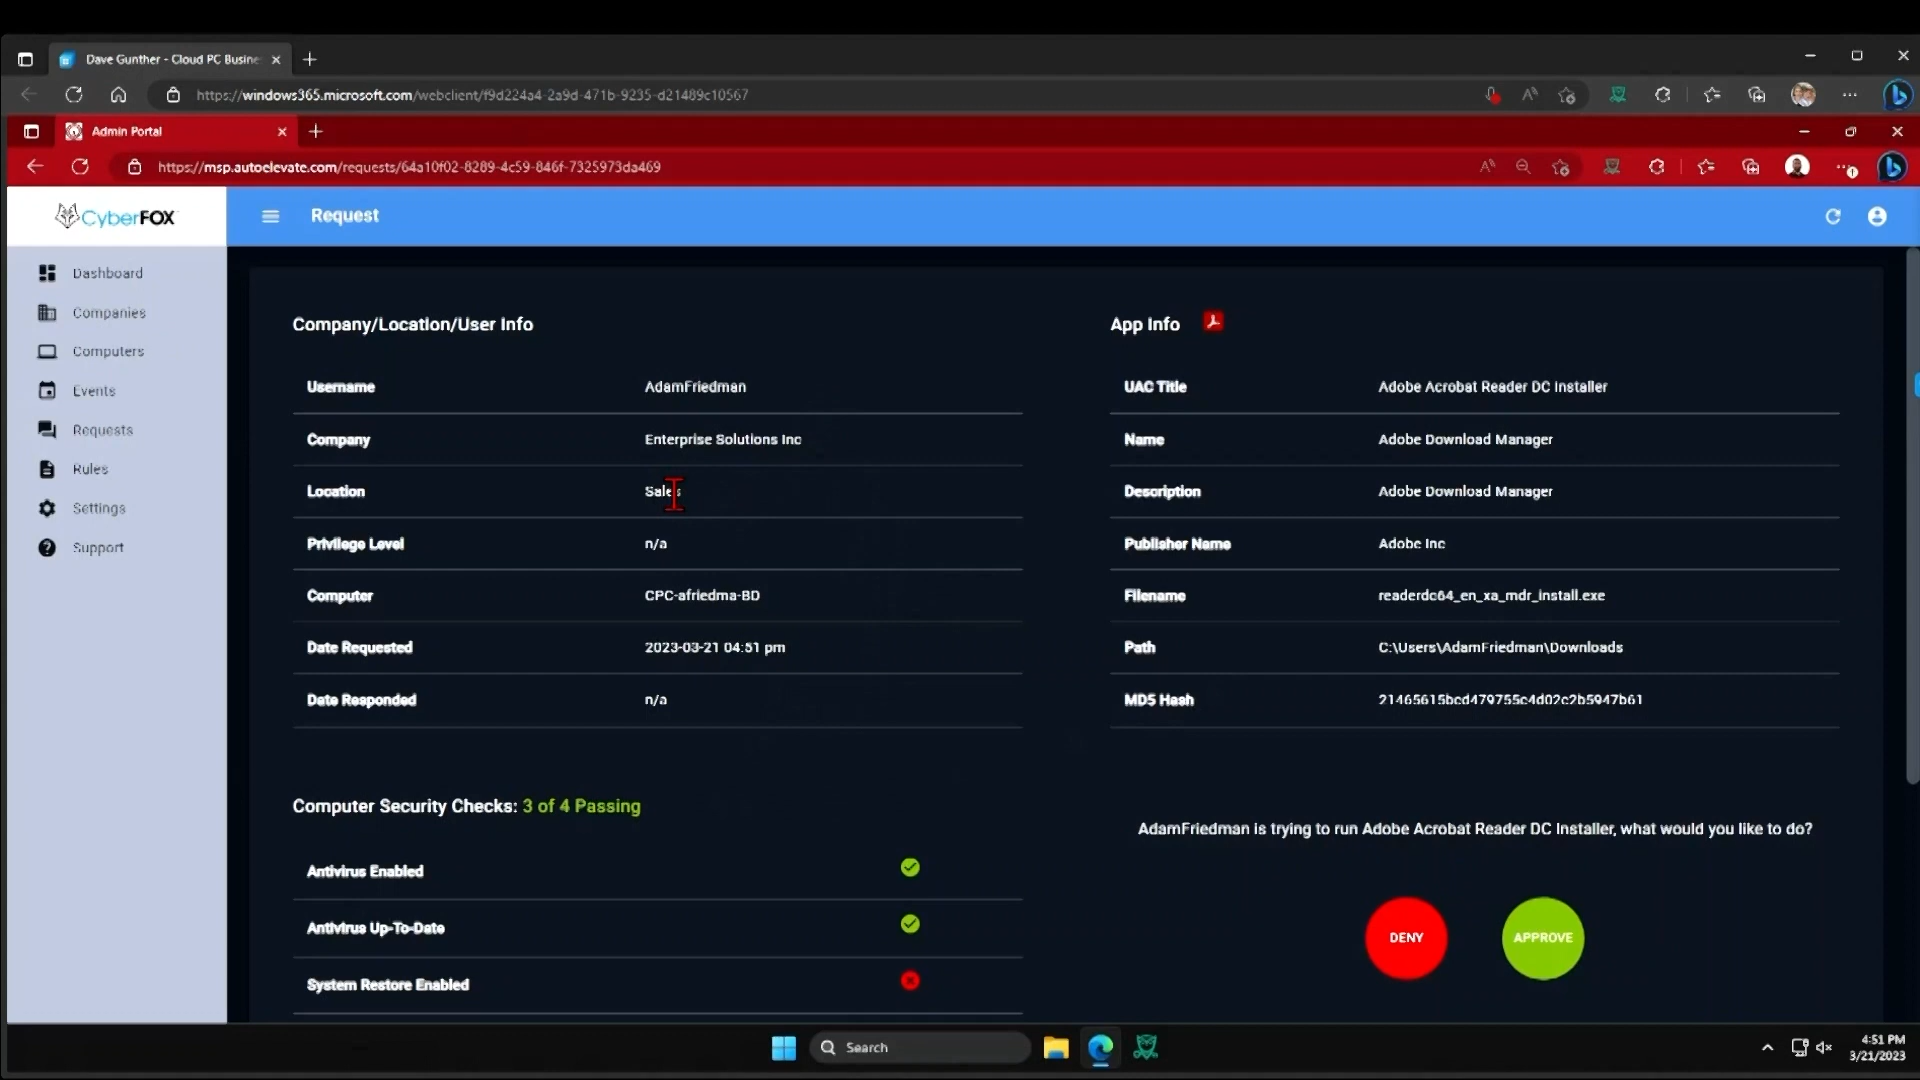 Dave Gunther - Cloud PC Busine
https://windows365.microsoft.com/webclient/f9d224a4-2a9d-471b-9235-d21489c10567
Admin Portal
https://msp.autoelevate.com/requests/64a10f02-8289-4c59-846f-7325973da469
CyberFOX
Request
Dashboard
Companies
Computers
Events
Requests
Rules
Settings
Support
Company/Location/User Info
Username AdamFriedman
Company Enterprise Solutions Inc
Location Sales
Privilege Level n/a
Computer CPC-afriedma-BD
Date Requested 2023-03-21 04:51 pm
Date Responded n/a
App Info
UAC Title Adobe Acrobat Reader DC Installer
Name Adobe Download Manager
Description Adobe Download Manager
Publisher Name Adobe Inc
Filename readerdc64_en_xa_mdr_install.exe
Path C:\Users\AdamFriedman\Downloads
MD5 Hash 21465615bcd479755c4d02c2b5947b61
Computer Security Checks: 3 of 4 Passing
Antivirus Enabled
Antivirus Up-To-Date
System Restore Enabled
AdamFriedman is trying to run Adobe Acrobat Reader DC Installer, what would you like to do?
DENY
APPROVE
Search
4:51 PM
3/21/2023